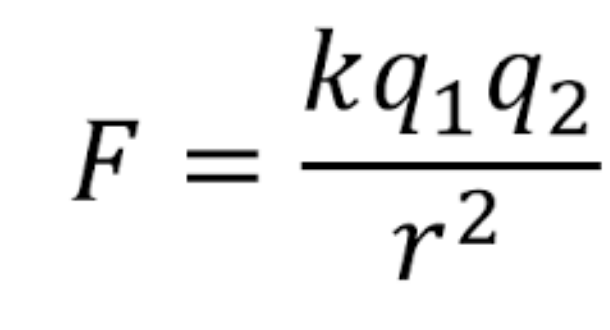 F = kq₁q₂ / r²